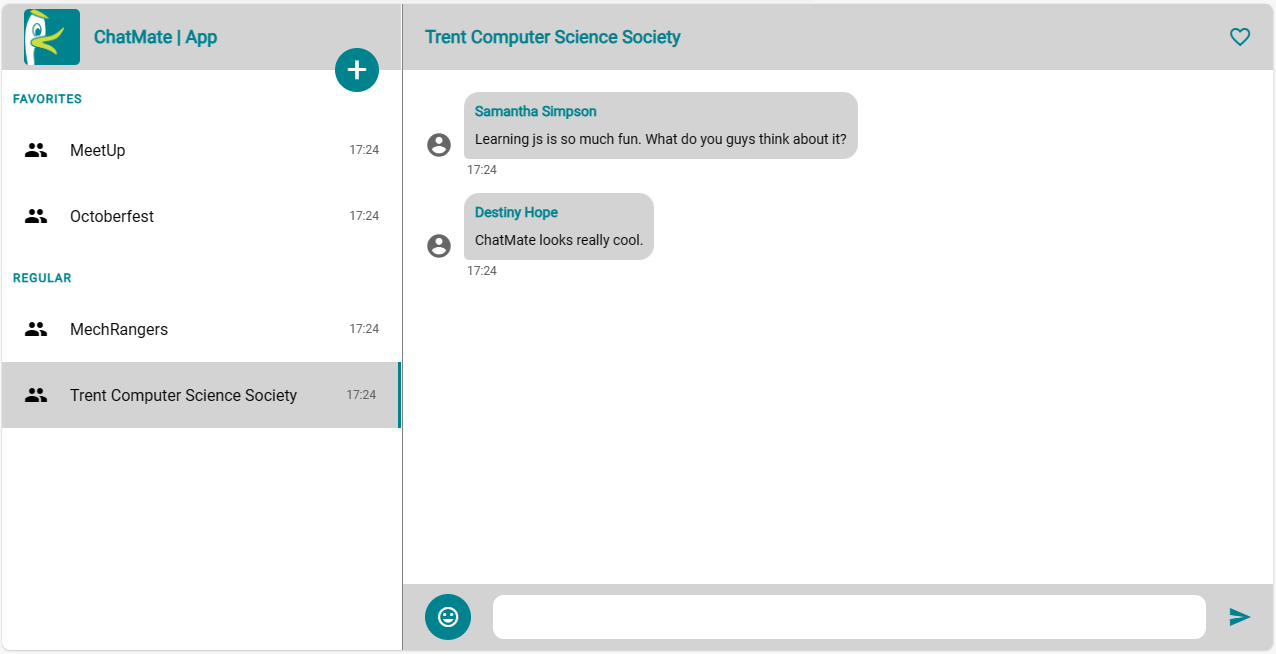 ChatMate | App
FAVORITES
MeetUp 17:24
Octoberfest 17:24
REGULAR
MechRangers 17:24
Trent Computer Science Society 17:24
Trent Computer Science Society
Samantha Simpson
Learning js is so much fun. What do you guys think about it?
17:24
Destiny Hope
ChatMate looks really cool.
17:24